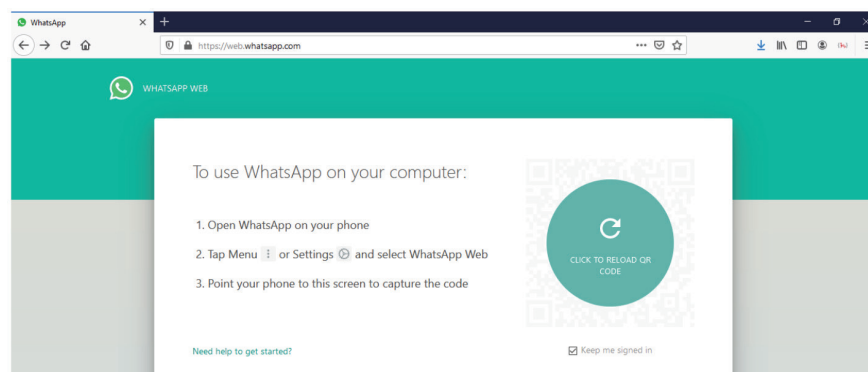 WhatsApp
https://web.whatsapp.com
WHATSAPP WEB
To use WhatsApp on your computer:
1. Open WhatsApp on your phone
2. Tap Menu or Settings and select WhatsApp Web
3. Point your phone to this screen to capture the code
CLICK TO RELOAD QR
CODE
Need help to get started?
Keep me signed in